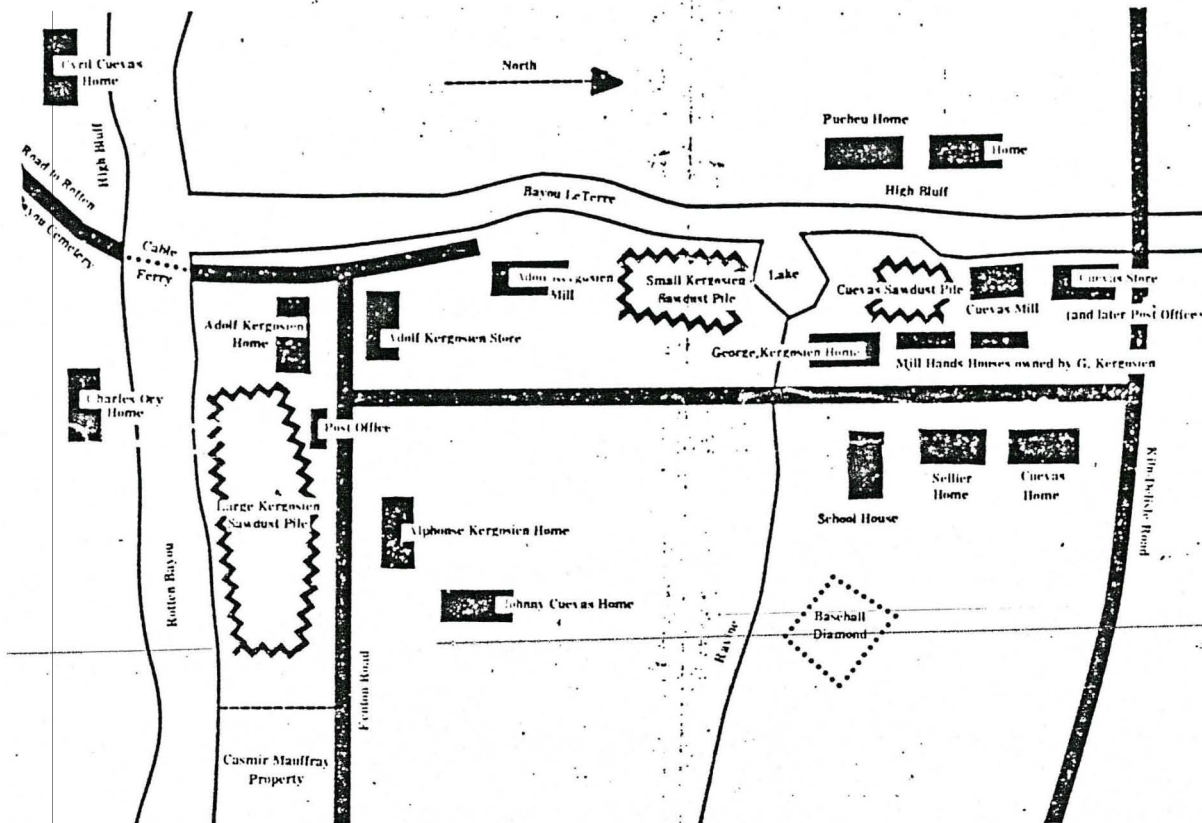 Cyril Cuevas
Home
North
Pucheu Home
Home
High Bluff
High Bluff
Road to Rotten
Bayou Cemetery
Bayou LeTerre
Cable
Ferry
Adolf Kergosien
Mill
Small Kergosien
Sawdust Pile
Lake
Cuevas Sawdust Pile
Cuevas Mill
Cuevas Store
(and later Post Office)
Adolf Kergosien
Home
Adolf Kergosien Store
George Kergosien Home
Mill Hands Houses owned by G. Kergosien
Charles Ory
Home
Post Office
Large Kergosien
Sawdust Pile
Alphonse Kergosien Home
School House
Sellier
Home
Cuevas
Home
Kiln-Delisle Road
Rotten Bayou
Johnny Cuevas Home
Baseball
Diamond
Ravine
Fenton Road
Casmir Mauffray
Property